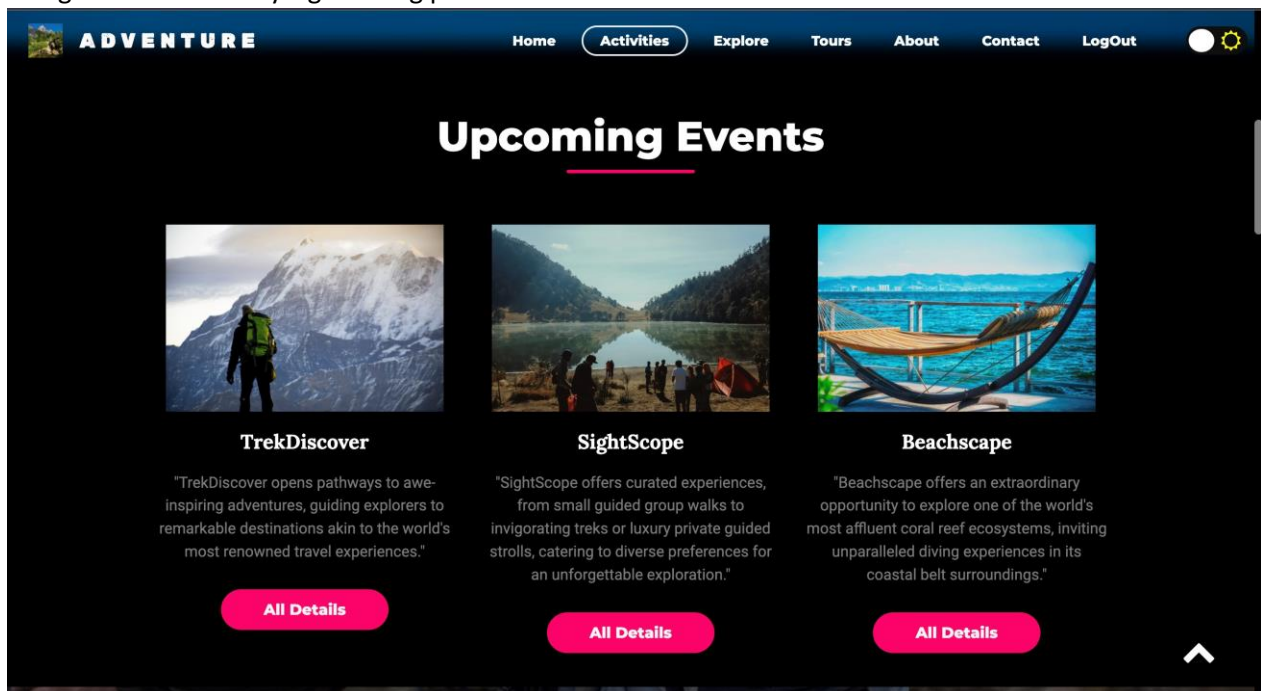 ADVENTURE
Home
Activities
Explore
Tours
About
Contact
LogOut
Upcoming Events
TrekDiscover
"TrekDiscover opens pathways to awe-
inspiring adventures, guiding explorers to
remarkable destinations akin to the world's
most renowned travel experiences."
All Details
SightScope
"SightScope offers curated experiences,
from small guided group walks to
invigorating treks or luxury private guided
strolls, catering to diverse preferences for
an unforgettable exploration."
All Details
Beachscape
"Beachscape offers an extraordinary
opportunity to explore one of the world's
most affluent coral reef ecosystems, inviting
unparalleled diving experiences in its
coastal belt surroundings."
All Details